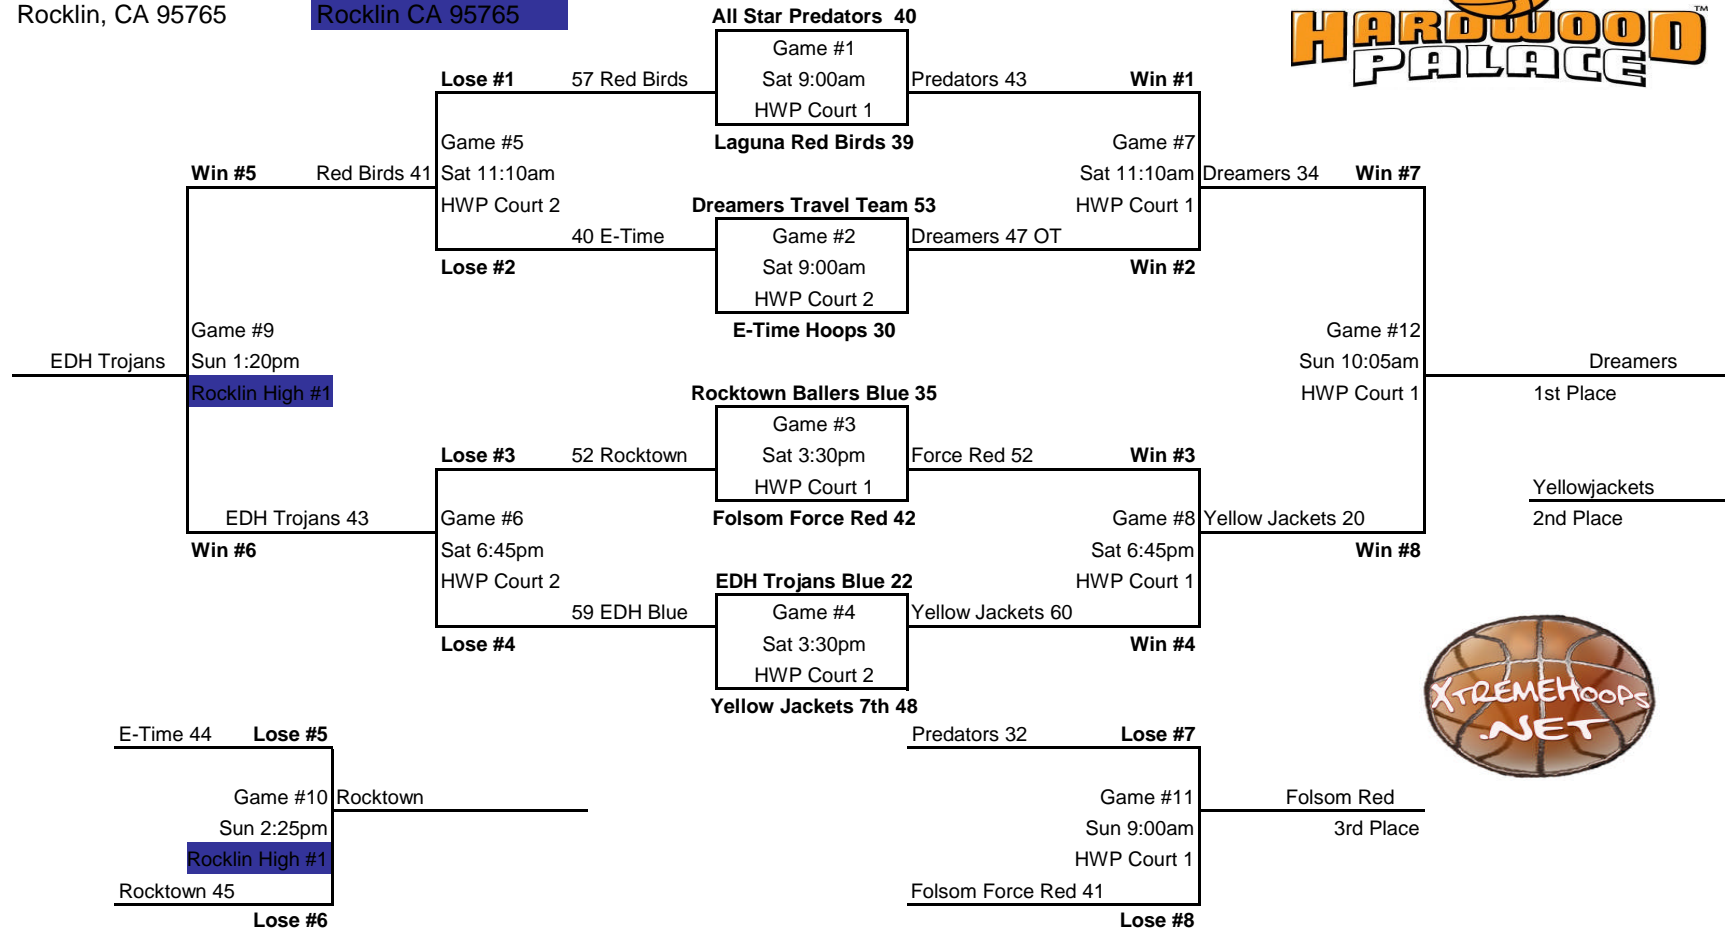 Rocklin, CA 95765
Rocklin CA 95765
All Star Predators 40
HARDWOOD PALACE TM
Game #1
Lose #1
57 Red Birds
Sat 9:00am
Predators 43
Win #1
HWP Court 1
Game #5
Laguna Red Birds 39
Game #7
Win #5
Red Birds 41
Sat 11:10am
Sat 11:10am
Dreamers 34
Win #7
HWP Court 2
Dreamers Travel Team 53
HWP Court 1
40 E-Time
Game #2
Dreamers 47 OT
Lose #2
Sat 9:00am
Win #2
HWP Court 2
Game #9
E-Time Hoops 30
Game #12
EDH Trojans
Sun 1:20pm
Sun 10:05am
Dreamers
Rocklin High #1
Rocktown Ballers Blue 35
HWP Court 1
1st Place
Game #3
Lose #3
52 Rocktown
Sat 3:30pm
Force Red 52
Win #3
HWP Court 1
Yellowjackets
EDH Trojans 43
Game #6
Folsom Force Red 42
Game #8
Yellow Jackets 20
2nd Place
Win #6
Sat 6:45pm
Sat 6:45pm
Win #8
HWP Court 2
EDH Trojans Blue 22
HWP Court 1
59 EDH Blue
Game #4
Yellow Jackets 60
Lose #4
Sat 3:30pm
Win #4
HWP Court 2
Yellow Jackets 7th 48
XTREMEHOOPS
.NET
E-Time 44
Lose #5
Predators 32
Lose #7
Game #10
Rocktown
Game #11
Folsom Red
Sun 2:25pm
Sun 9:00am
3rd Place
Rocklin High #1
HWP Court 1
Rocktown 45
Folsom Force Red 41
Lose #6
Lose #8